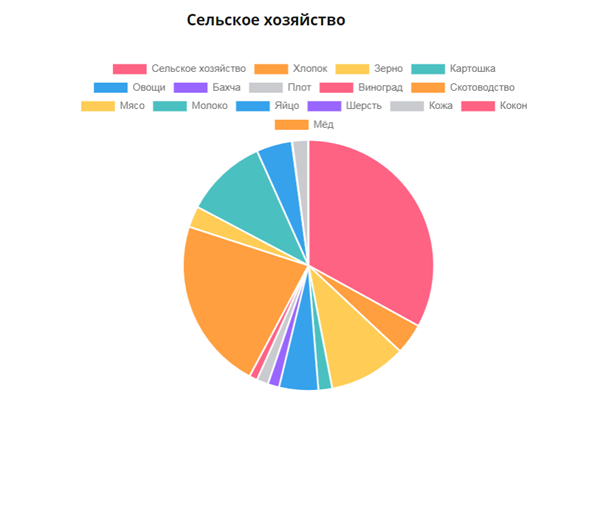 Сельское хозяйство
Сельское хозяйство Хлопок Зерно Картошка
Овощи Бахча Плот Виноград Скотоводство
Мясо Молоко Яйцо Шерсть Кожа Кокон
Мёд